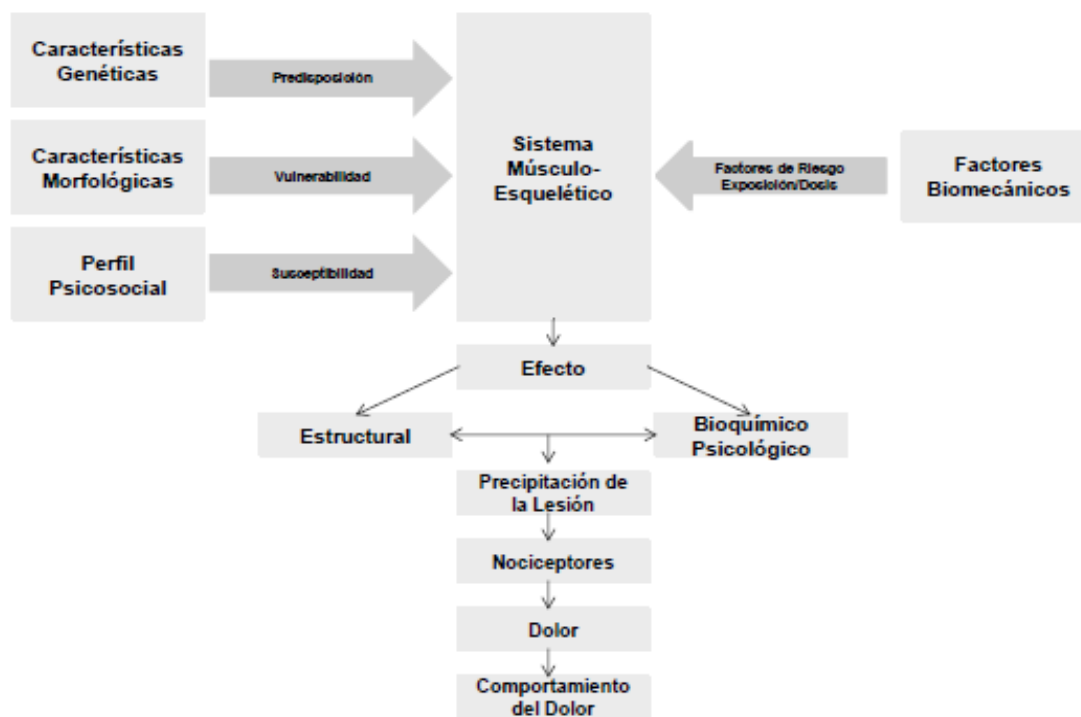 Características
Genéticas
Predisposición
Características
Morfológicas
Vulnerabilidad
Perfil
Psicosocial
Susceptibilidad
Sistema
Músculo-
Esquelético
Factores de Riesgo
Exposición/Dosis
Factores
Biomecánicos
Efecto
Estructural
Bioquímico
Psicológico
Precipitación de
la Lesión
Nociceptores
Dolor
Comportamiento
del Dolor